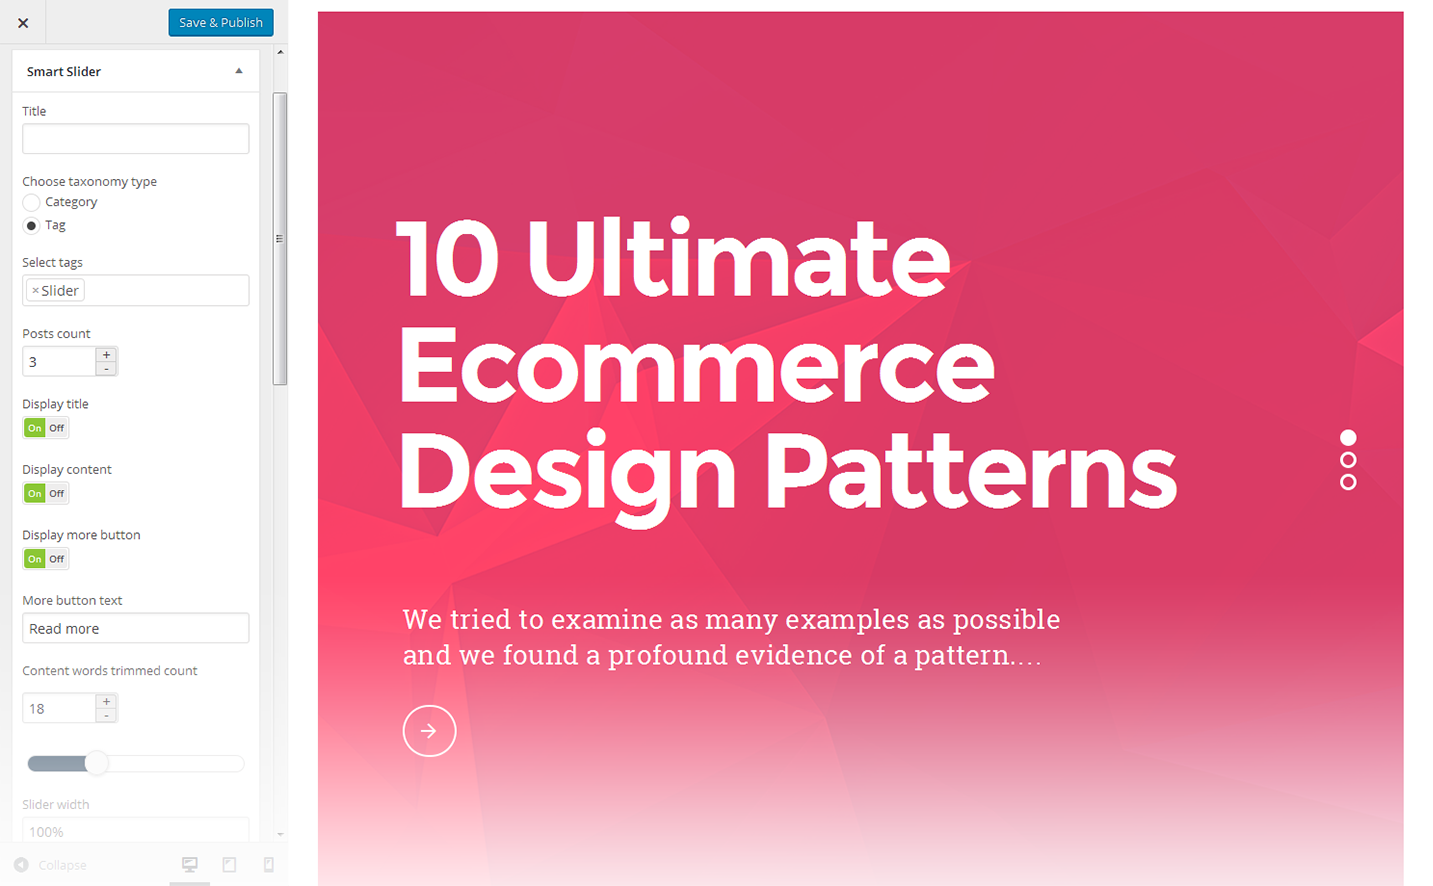 Save & Publish
Smart Slider
Title
Choose taxonomy type
Category
Tag
Select tags
× Slider
Posts count
3
+
-
Display title
On Off
Display content
On Off
Display more button
On Off
More button text
Read more
Content words trimmed count
18
+
-
Slider width
100%
Collapse
10 Ultimate
Ecommerce
Design Patterns
We tried to examine as many examples as possible
and we found a profound evidence of a pattern….